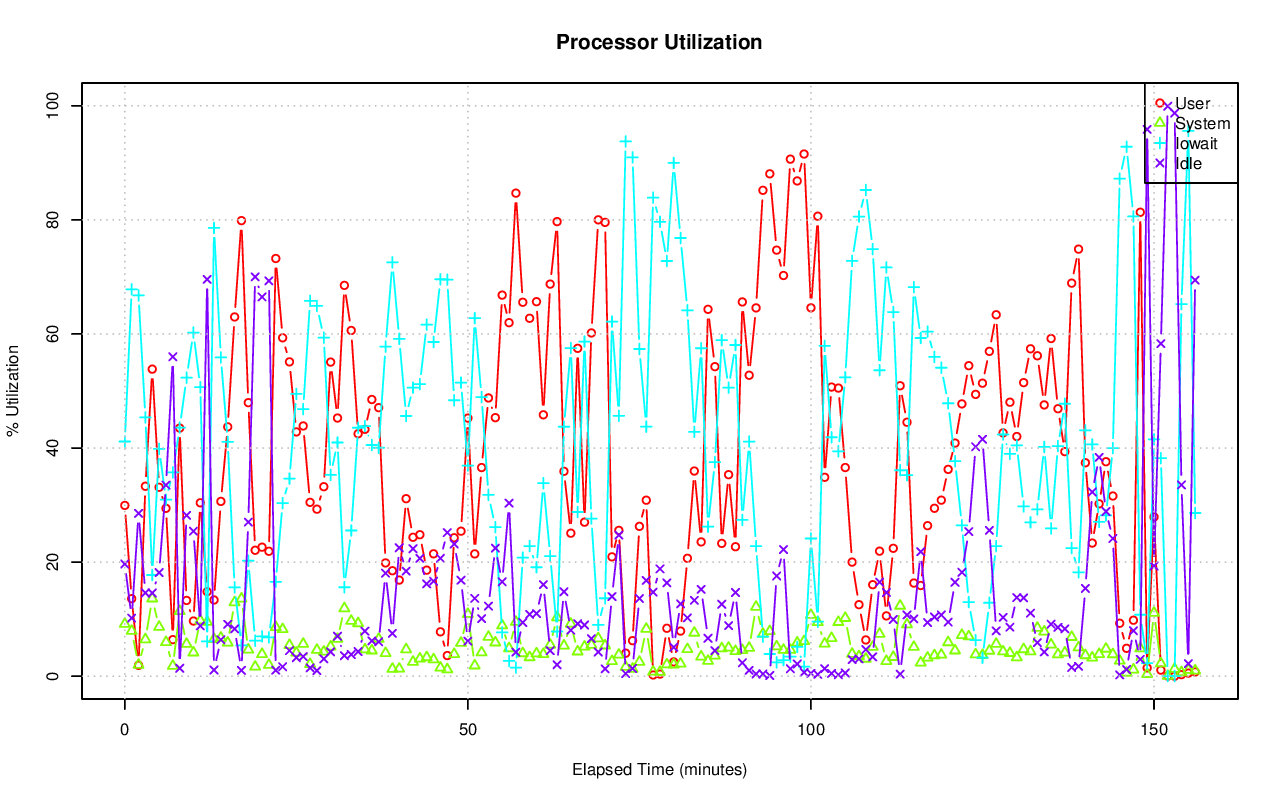 Processor Utilization
100
80
60
40
20
0
% Utilization
User
System
Iowait
Idle
0
50
100
150
Elapsed Time (minutes)